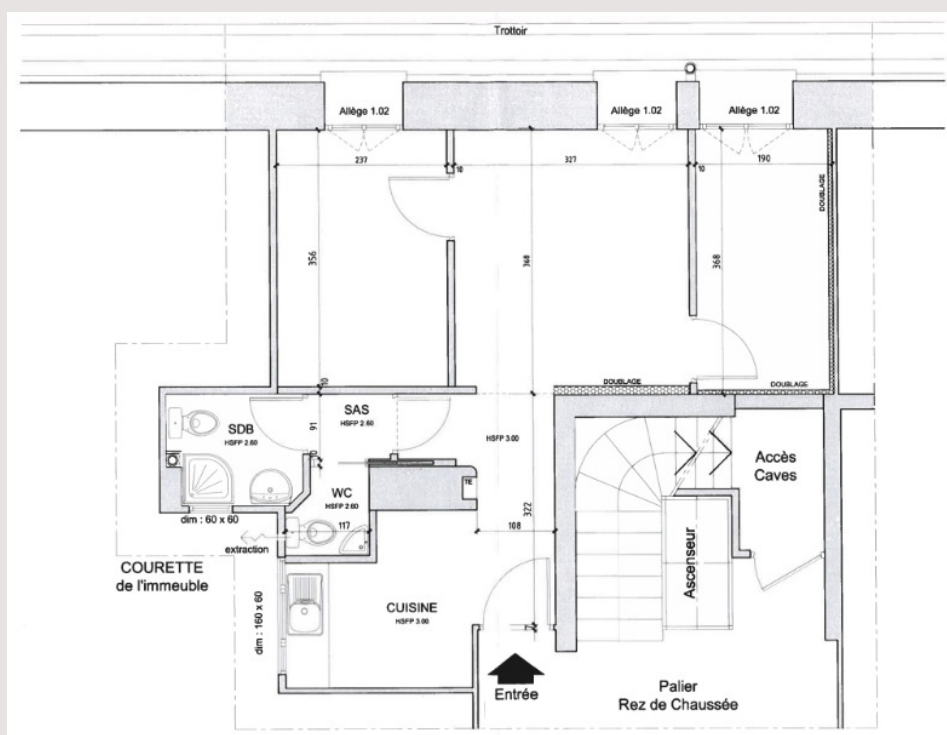 Trottoir
Allège 1.02
Allège 1.02
Allège 1.02
237
10
327
10
190
DOUBLAGE
356
368
368
10
DOUBLAGE
DOUBLAGE
SDB
HSFP 2.60
91
10
SAS
HSFP 2.60
HSFP 3.00
Accès
Caves
WC
HSFP 2.60
TE
117
108
322
dim : 60 x 60
extraction
COURETTE
de l'immeuble
dim : 160 x 60
CUISINE
HSFP 3.00
Ascenseur
7
Entrée
Palier
Rez de Chaussée